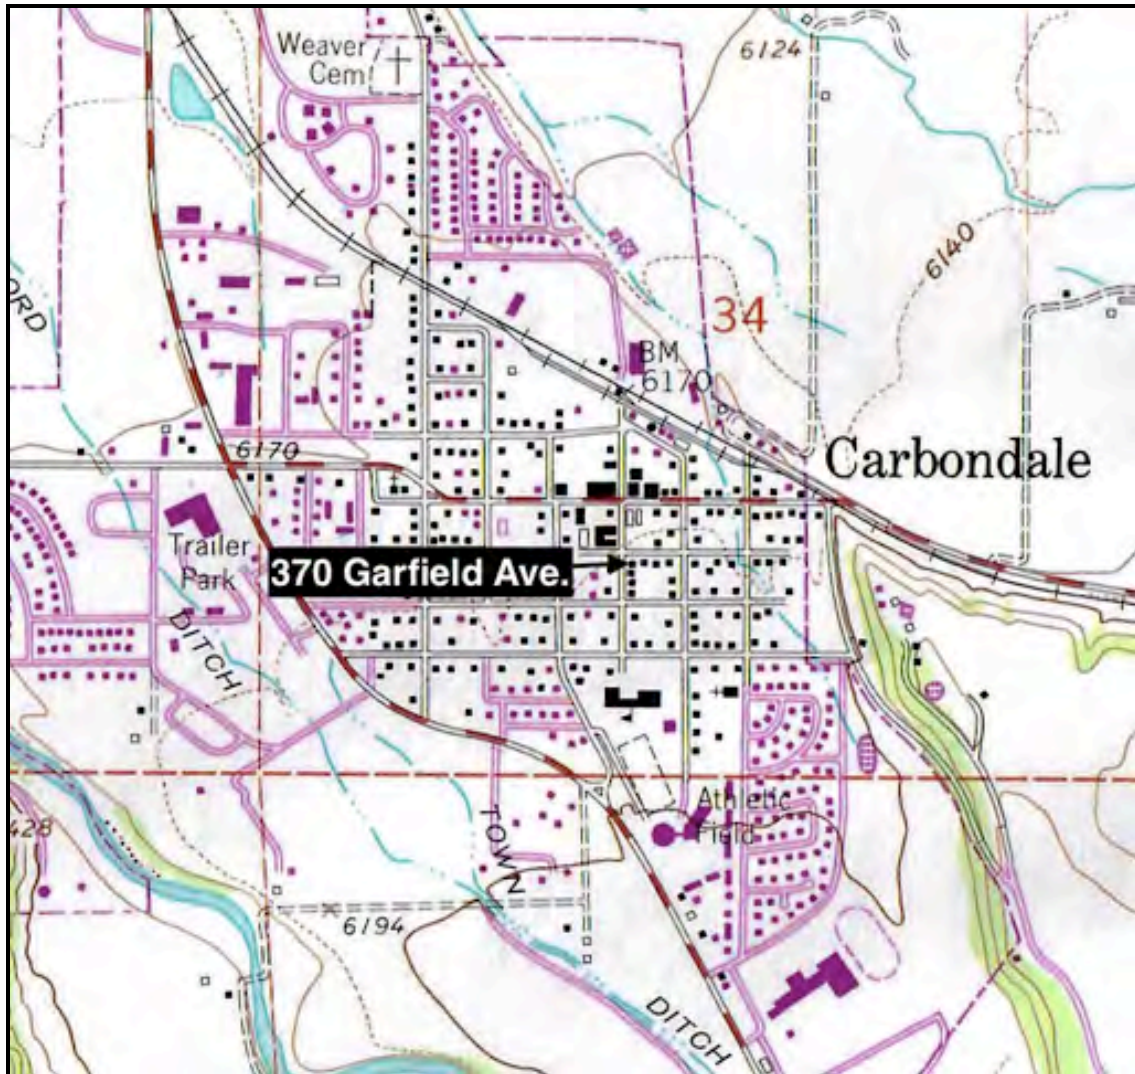 Weaver
Cem
6124
ORD
6140
34
BM
6170
6170
Carbondale
Trailer
Park
370 Garfield Ave.
DITCH
Athletic
Field
TOWN
428
6194
DITCH